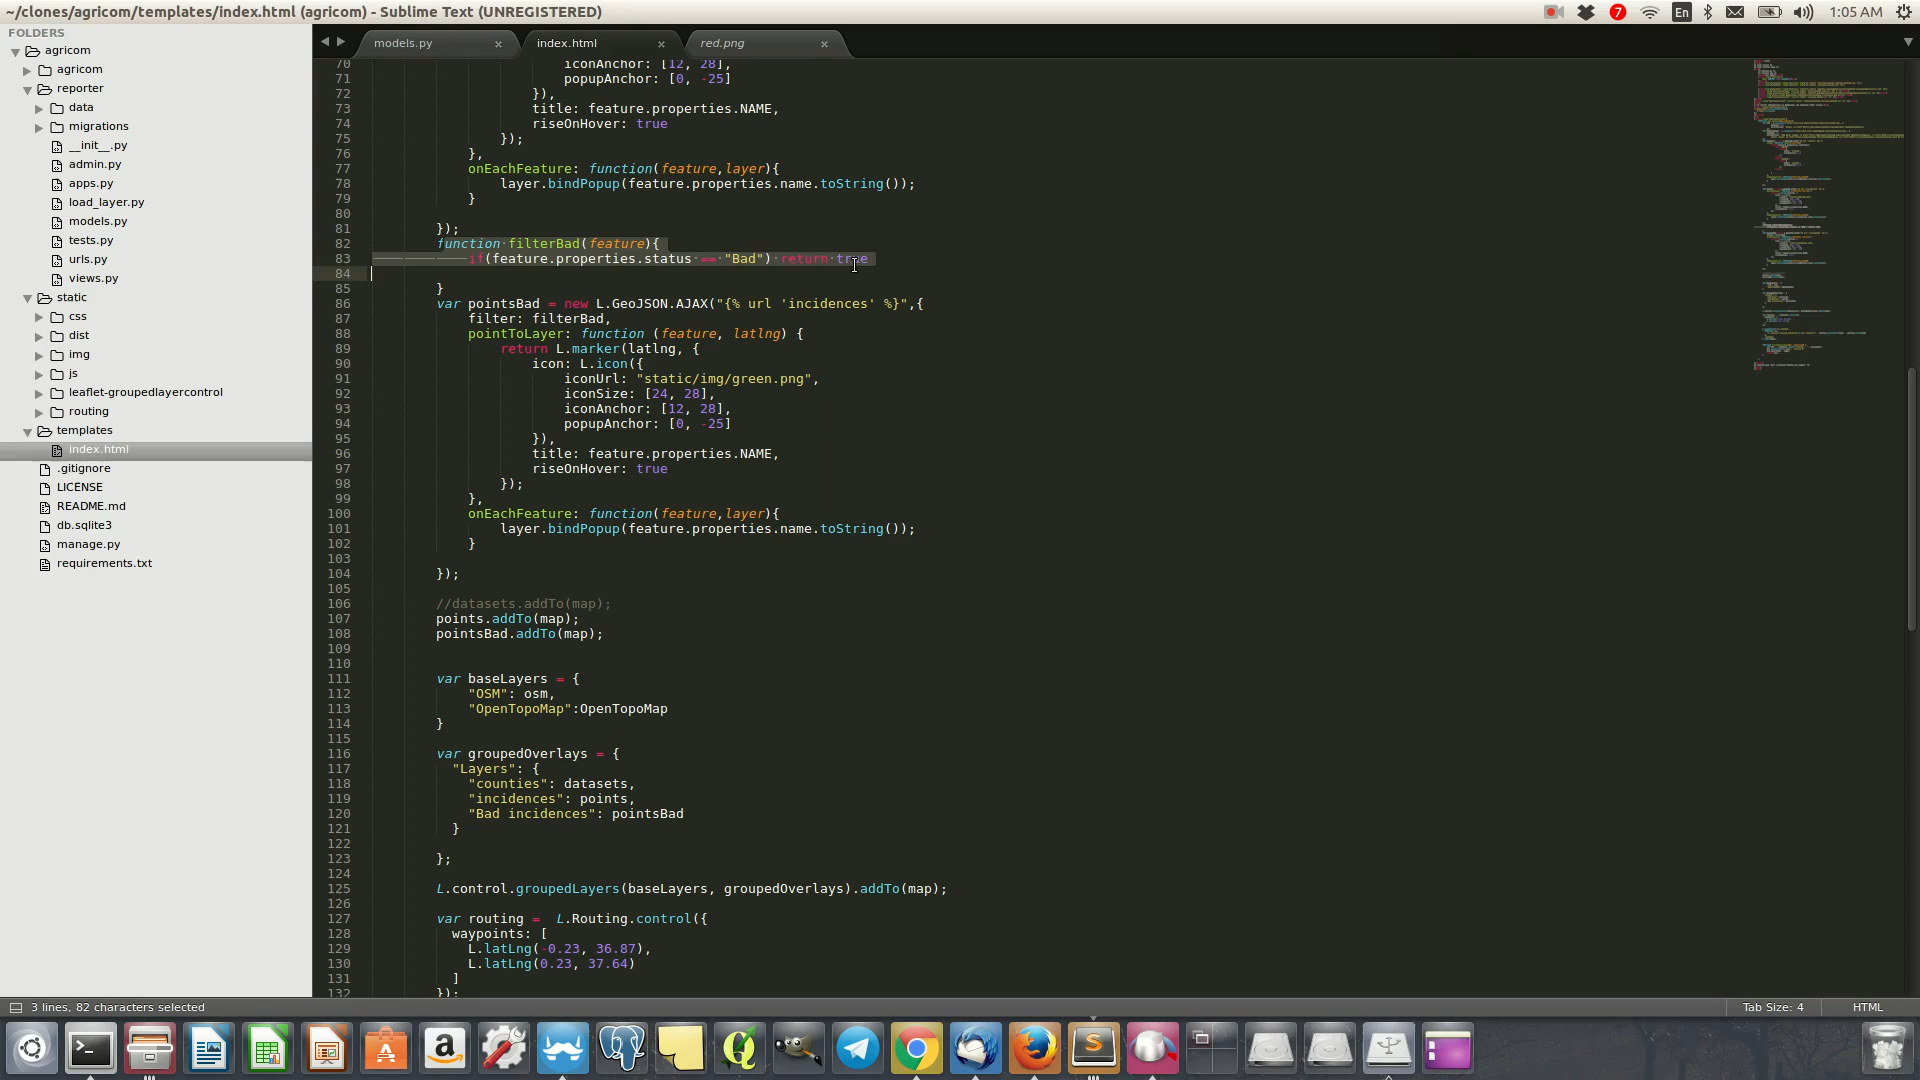 ~/clones/agricom/templates/index.html (agricom) - Sublime Text (UNREGISTERED)
7
En
1:05 AM
FOLDERS
agricom
agricom
reporter
data
migrations
__init__.py
admin.py
apps.py
load_layer.py
models.py
tests.py
urls.py
views.py
static
css
dist
img
js
leaflet-groupedlayercontrol
routing
templates
index.html
.gitignore
LICENSE
README.md
db.sqlite3
manage.py
requirements.txt
models.py
index.html
red.png
70 iconAnchor: [12, 28],
71 popupAnchor: [0, -25]
72 }),
73 title: feature.properties.NAME,
74 riseOnHover: true
75 });
76 },
77 onEachFeature: function(feature,layer){
78 layer.bindPopup(feature.properties.name.toString());
79 }
80
81 });
82 function filterBad(feature){
83 if(feature.properties.status == "Bad") return true
84
85 }
86 var pointsBad = new L.GeoJSON.AJAX("{% url 'incidences' %}",{
87 filter: filterBad,
88 pointToLayer: function (feature, latlng) {
89 return L.marker(latlng, {
90 icon: L.icon({
91 iconUrl: "static/img/green.png",
92 iconSize: [24, 28],
93 iconAnchor: [12, 28],
94 popupAnchor: [0, -25]
95 }),
96 title: feature.properties.NAME,
97 riseOnHover: true
98 });
99 },
100 onEachFeature: function(feature,layer){
101 layer.bindPopup(feature.properties.name.toString());
102 }
103
104 });
105
106 //datasets.addTo(map);
107 points.addTo(map);
108 pointsBad.addTo(map);
109
110
111 var baseLayers = {
112 "OSM": osm,
113 "OpenTopoMap":OpenTopoMap
114 }
115
116 var groupedOverlays = {
117 "Layers": {
118 "counties": datasets,
119 "incidences": points,
120 "Bad incidences": pointsBad
121 }
122
123 };
124
125 L.control.groupedLayers(baseLayers, groupedOverlays).addTo(map);
126
127 var routing = L.Routing.control({
128 waypoints: [
129 L.latLng(-0.23, 36.87),
130 L.latLng(0.23, 37.64)
131 ]
132 });
3 lines, 82 characters selected
Tab Size: 4
HTML